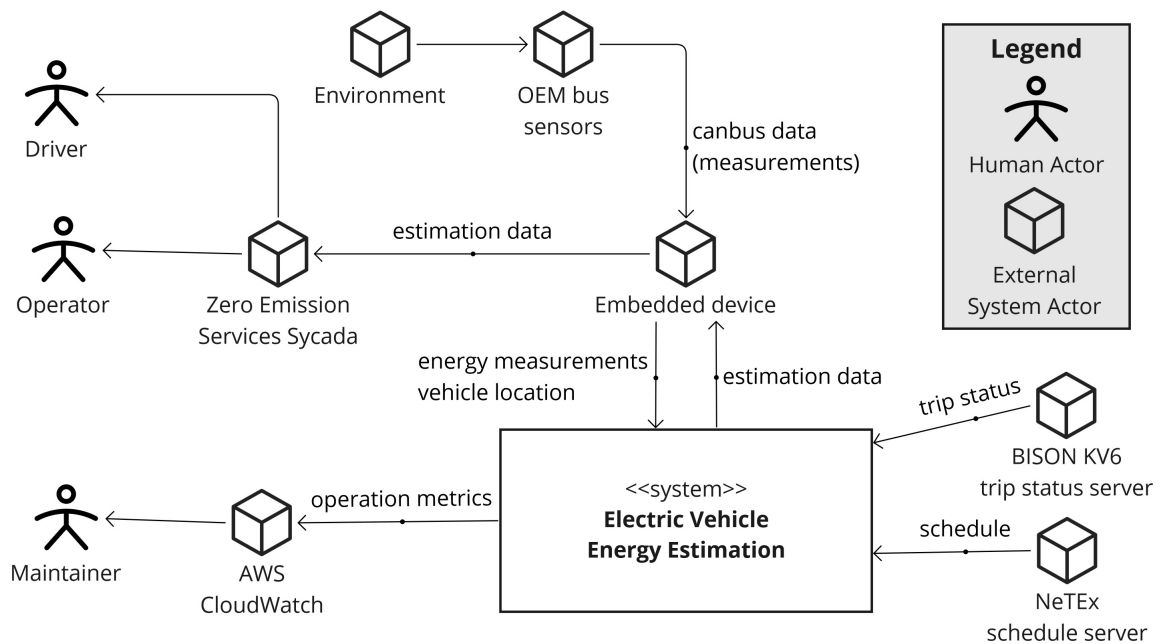 Environment
OEM bus
sensors
Legend
Human Actor
External
System Actor
Driver
canbus data
(measurements)
Operator
estimation data
Zero Emission
Services Sycada
Embedded device
energy measurements
vehicle location
estimation data
trip status
BISON KV6
trip status server
<<system>>
Electric Vehicle
Energy Estimation
operation metrics
schedule
Maintainer
AWS
CloudWatch
NeTEx
schedule server